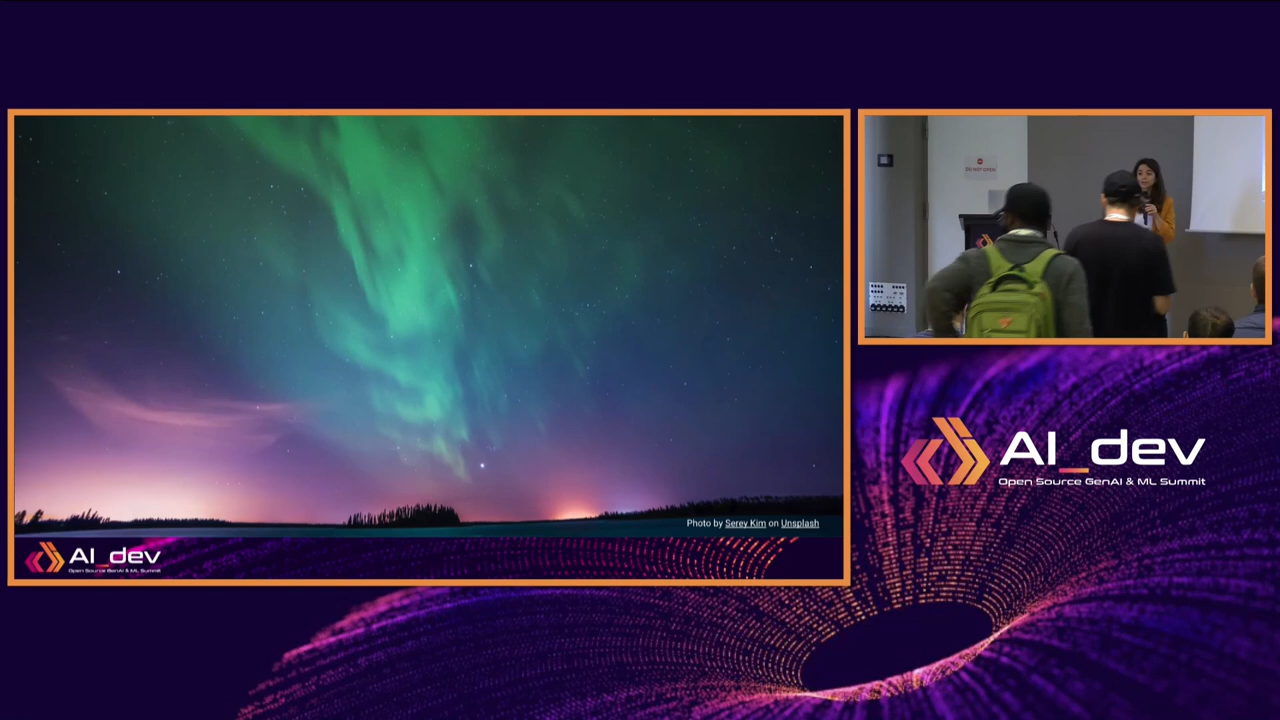 Photo by Serey Kim on Unsplash
AI_dev
Open Source GenAI & ML Summit
DO NOT OPEN
AI_dev
Open Source GenAI & ML Summit